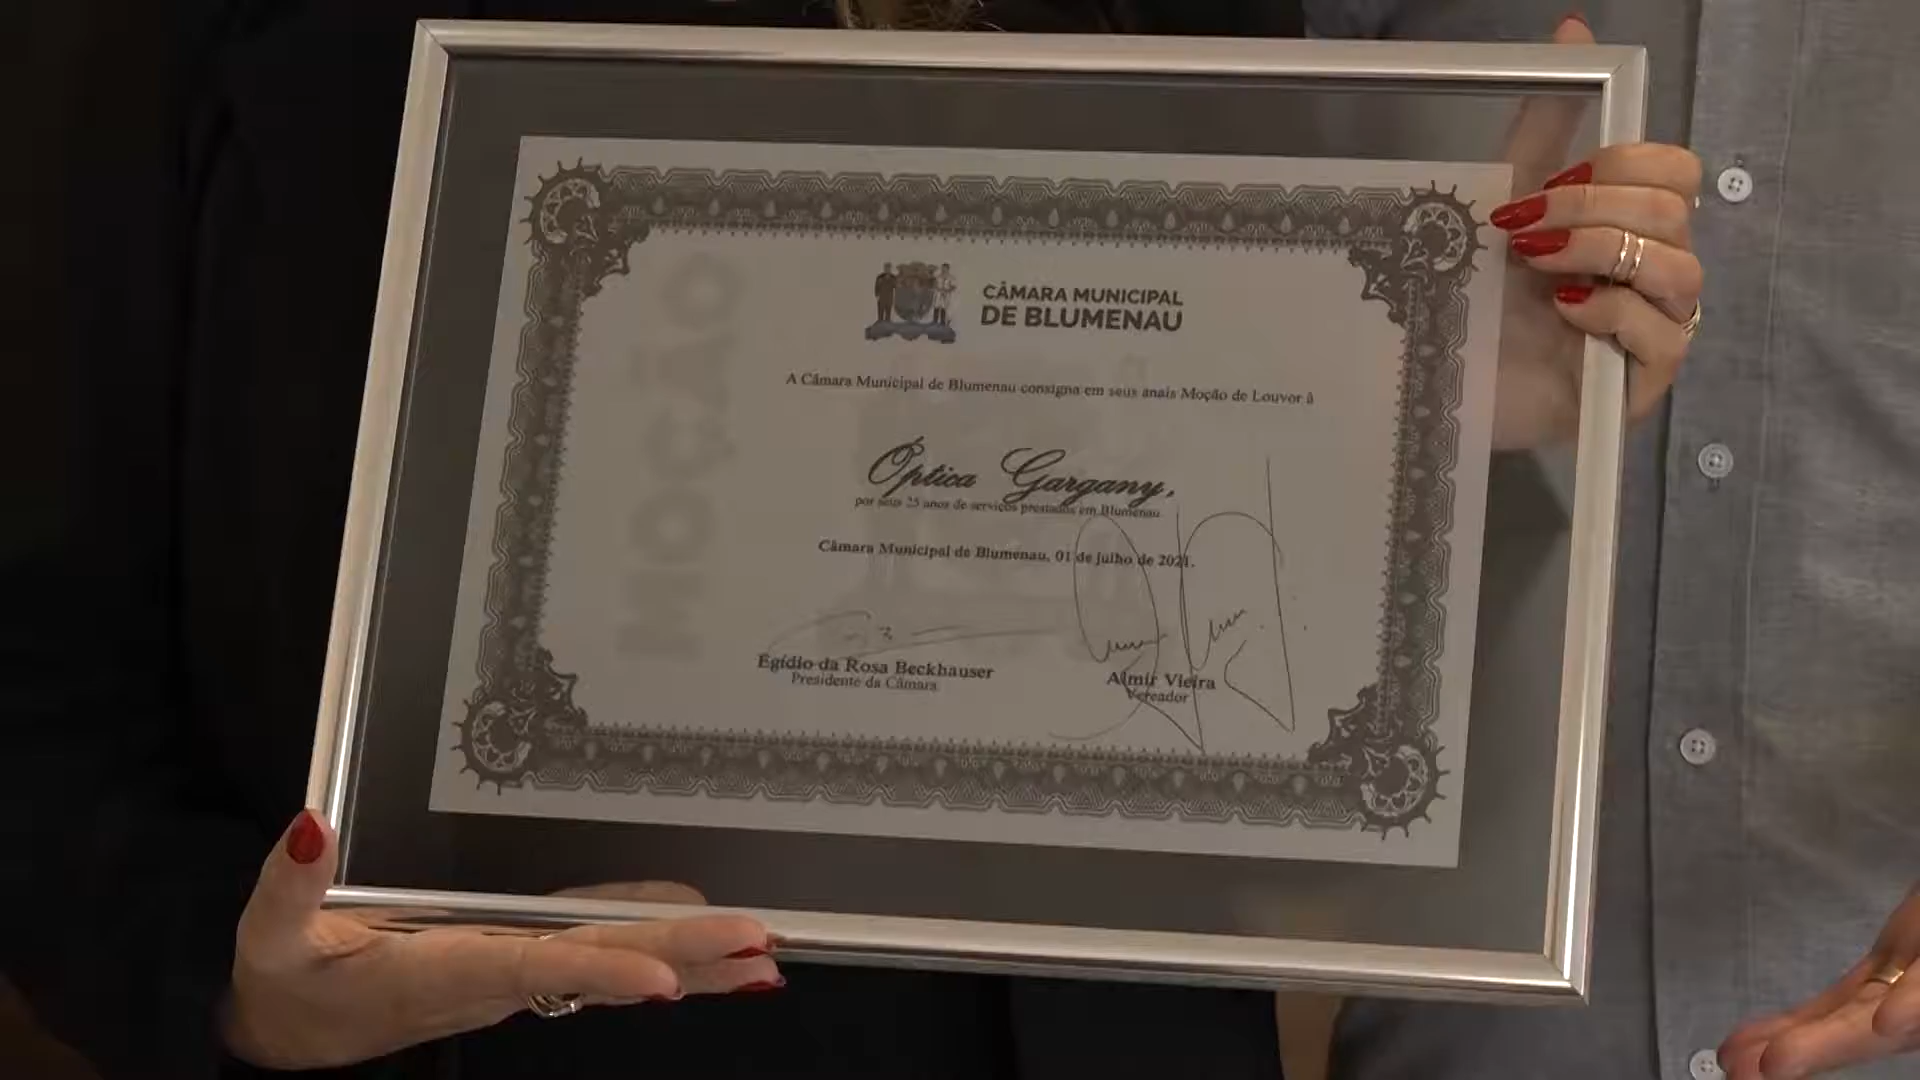 MOÇÃO
CÂMARA MUNICIPAL
DE BLUMENAU
A Câmara Municipal de Blumenau consigna em seus anais Moção de Louvor à
Óptica Gargany,
por seus 25 anos de serviços prestados em Blumenau
Câmara Municipal de Blumenau, 01 de julho de 2021.
Egídio da Rosa Beckhauser
Presidente da Câmara
Almir Vieira
Vereador